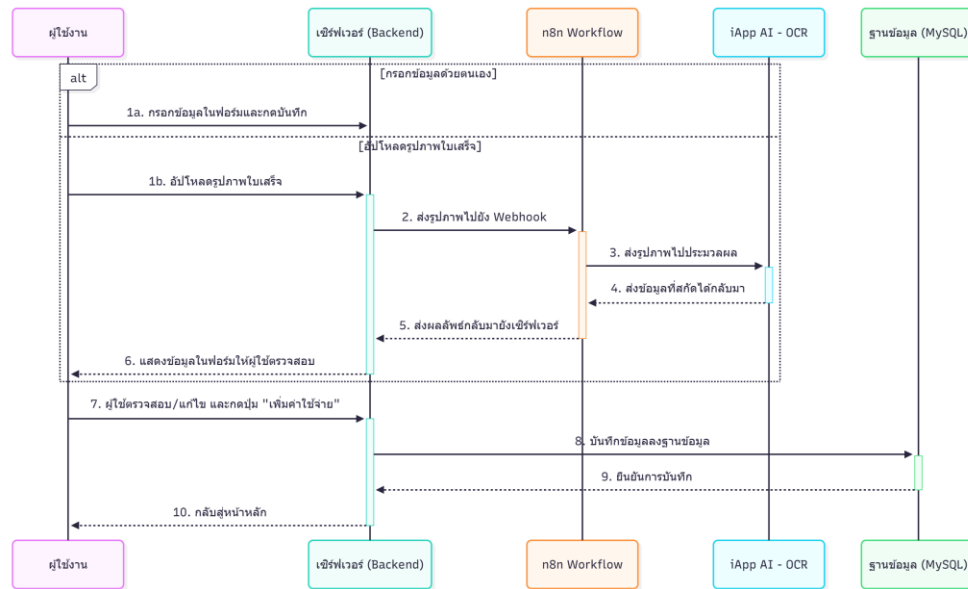 ผู้ใช้งาน
เซิร์ฟเวอร์ (Backend)
n8n Workflow
iApp AI - OCR
ฐานข้อมูล (MySQL)
alt
[กรอกข้อมูลด้วยตนเอง]
1a. กรอกข้อมูลในฟอร์มและกดบันทึก
[อัปโหลดรูปภาพใบเสร็จ]
1b. อัปโหลดรูปภาพใบเสร็จ
2. ส่งรูปภาพไปยัง Webhook
3. ส่งรูปภาพไปประมวลผล
4. ส่งข้อมูลที่สกัดได้กลับมา
5. ส่งผลลัพธ์กลับมายังเซิร์ฟเวอร์
6. แสดงข้อมูลในฟอร์มให้ผู้ใช้ตรวจสอบ
7. ผู้ใช้ตรวจสอบ/แก้ไข และกดปุ่ม "เพิ่มค่าใช้จ่าย"
8. บันทึกข้อมูลลงฐานข้อมูล
9. ยืนยันการบันทึก
10. กลับสู่หน้าหลัก
ผู้ใช้งาน
เซิร์ฟเวอร์ (Backend)
n8n Workflow
iApp AI - OCR
ฐานข้อมูล (MySQL)